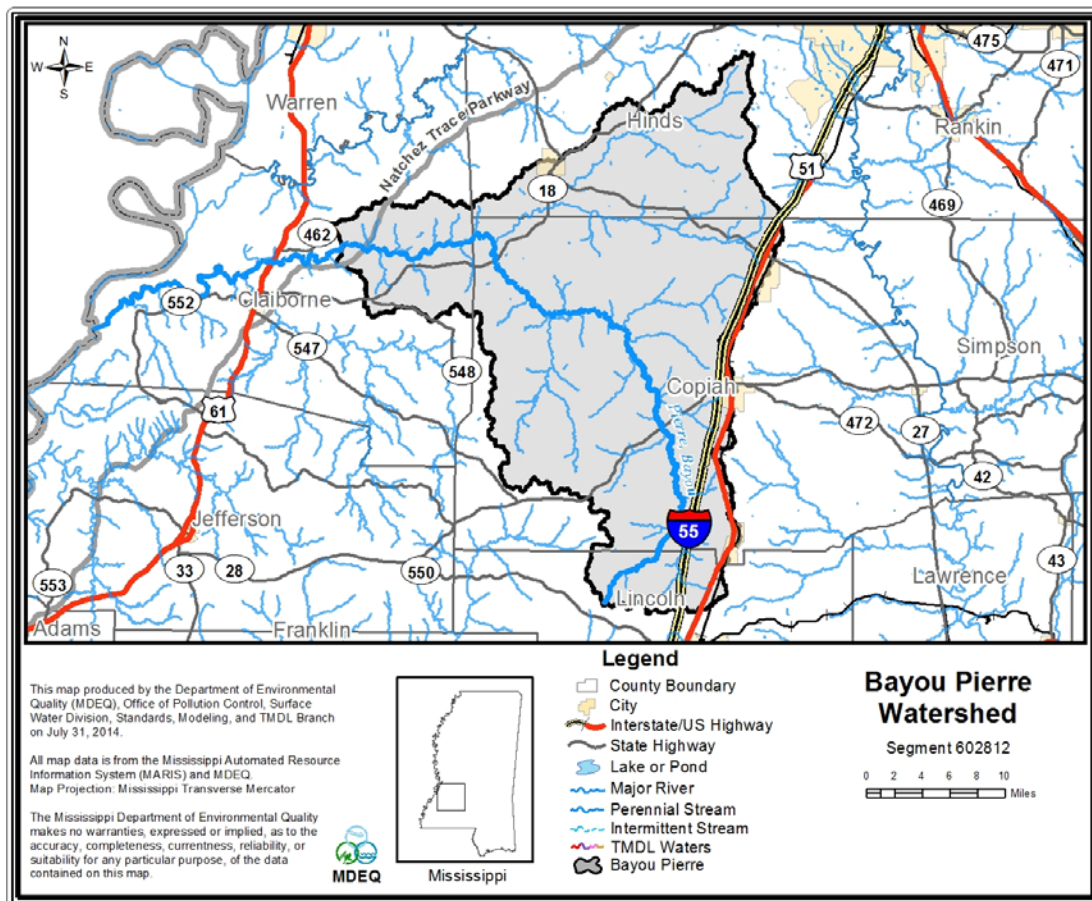 N
W E
S
475
471
Warren
Natchez Trace Parkway
Hinds
Rankin
51
18
469
462
552
Claiborne
547
Simpson
548
Copiah
61
472
27
Pierre, Bayou
42
Jefferson
55
33
28
550
553
Lincoln
Lawrence
43
Adams
Franklin
Legend
County Boundary
City
Interstate/US Highway
State Highway
Lake or Pond
Major River
Perennial Stream
Intermittent Stream
TMDL Waters
Bayou Pierre
This map produced by the Department of Environmental
Quality (MDEQ), Office of Pollution Control, Surface
Water Division, Standards, Modeling, and TMDL Branch
on July 31, 2014.
All map data is from the Mississippi Automated Resource
Information System (MARIS) and MDEQ.
Map Projection: Mississippi Transverse Mercator
The Mississippi Department of Environmental Quality
makes no warranties, expressed or implied, as to the
accuracy, completeness, currentness, reliability, or
suitability for any particular purpose, of the data
contained on this map.
MDEQ
Mississippi
Bayou Pierre
Watershed
Segment 602812
0 2 4 6 8 10
Miles